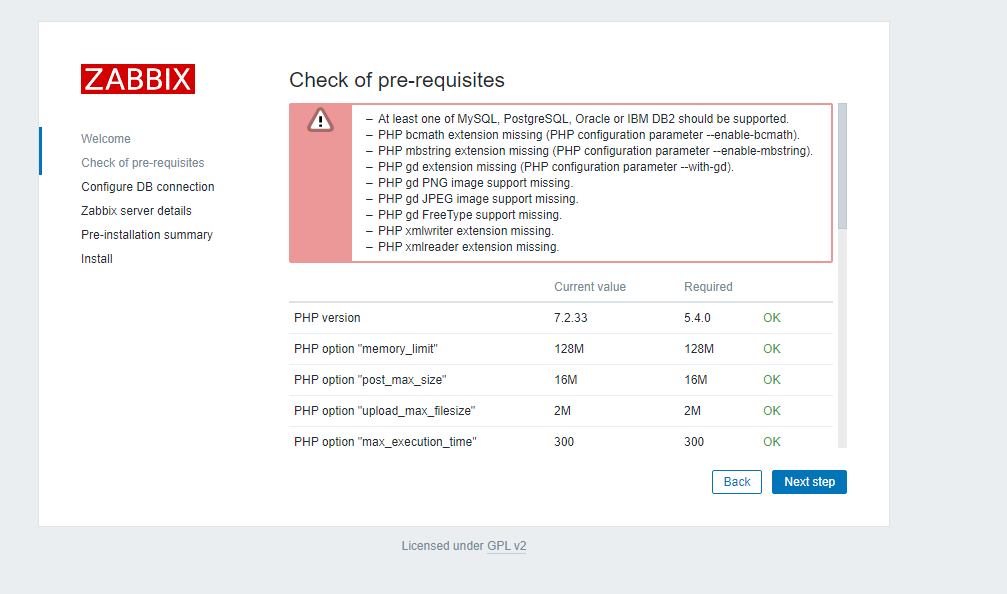 ZABBIX
Welcome
Check of pre-requisites
Configure DB connection
Zabbix server details
Pre-installation summary
Install
Check of pre-requisites
– At least one of MySQL, PostgreSQL, Oracle or IBM DB2 should be supported.
– PHP bcmath extension missing (PHP configuration parameter --enable-bcmath).
– PHP mbstring extension missing (PHP configuration parameter --enable-mbstring).
– PHP gd extension missing (PHP configuration parameter --with-gd).
– PHP gd PNG image support missing.
– PHP gd JPEG image support missing.
– PHP gd FreeType support missing.
– PHP xmlwriter extension missing.
– PHP xmlreader extension missing.
Current value Required
PHP version 7.2.33 5.4.0 OK
PHP option "memory_limit" 128M 128M OK
PHP option "post_max_size" 16M 16M OK
PHP option "upload_max_filesize" 2M 2M OK
PHP option "max_execution_time" 300 300 OK
Back Next step
Licensed under GPL v2